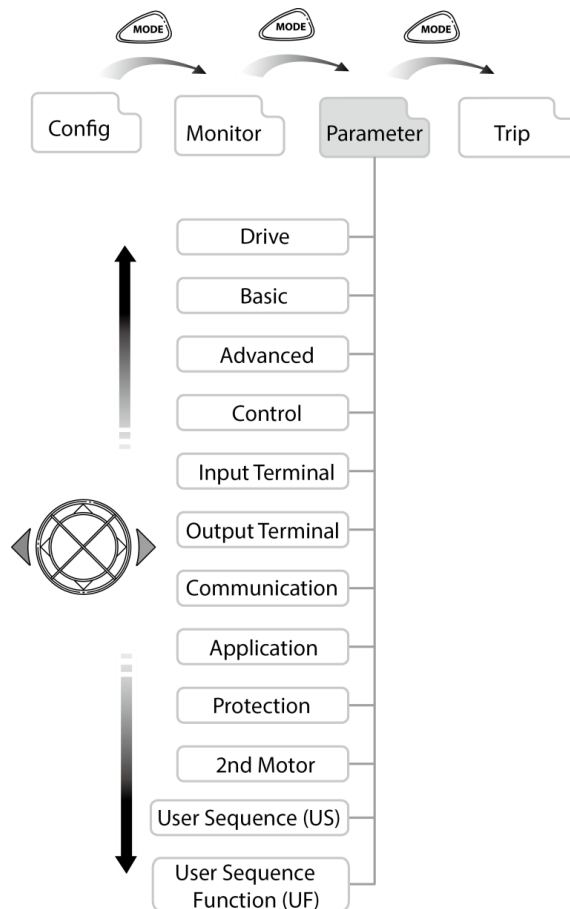 MODE MODE MODE
Config Monitor Parameter Trip
Drive
Basic
Advanced
Control
Input Terminal
Output Terminal
Communication
Application
Protection
2nd Motor
User Sequence (US)
User Sequence
Function (UF)